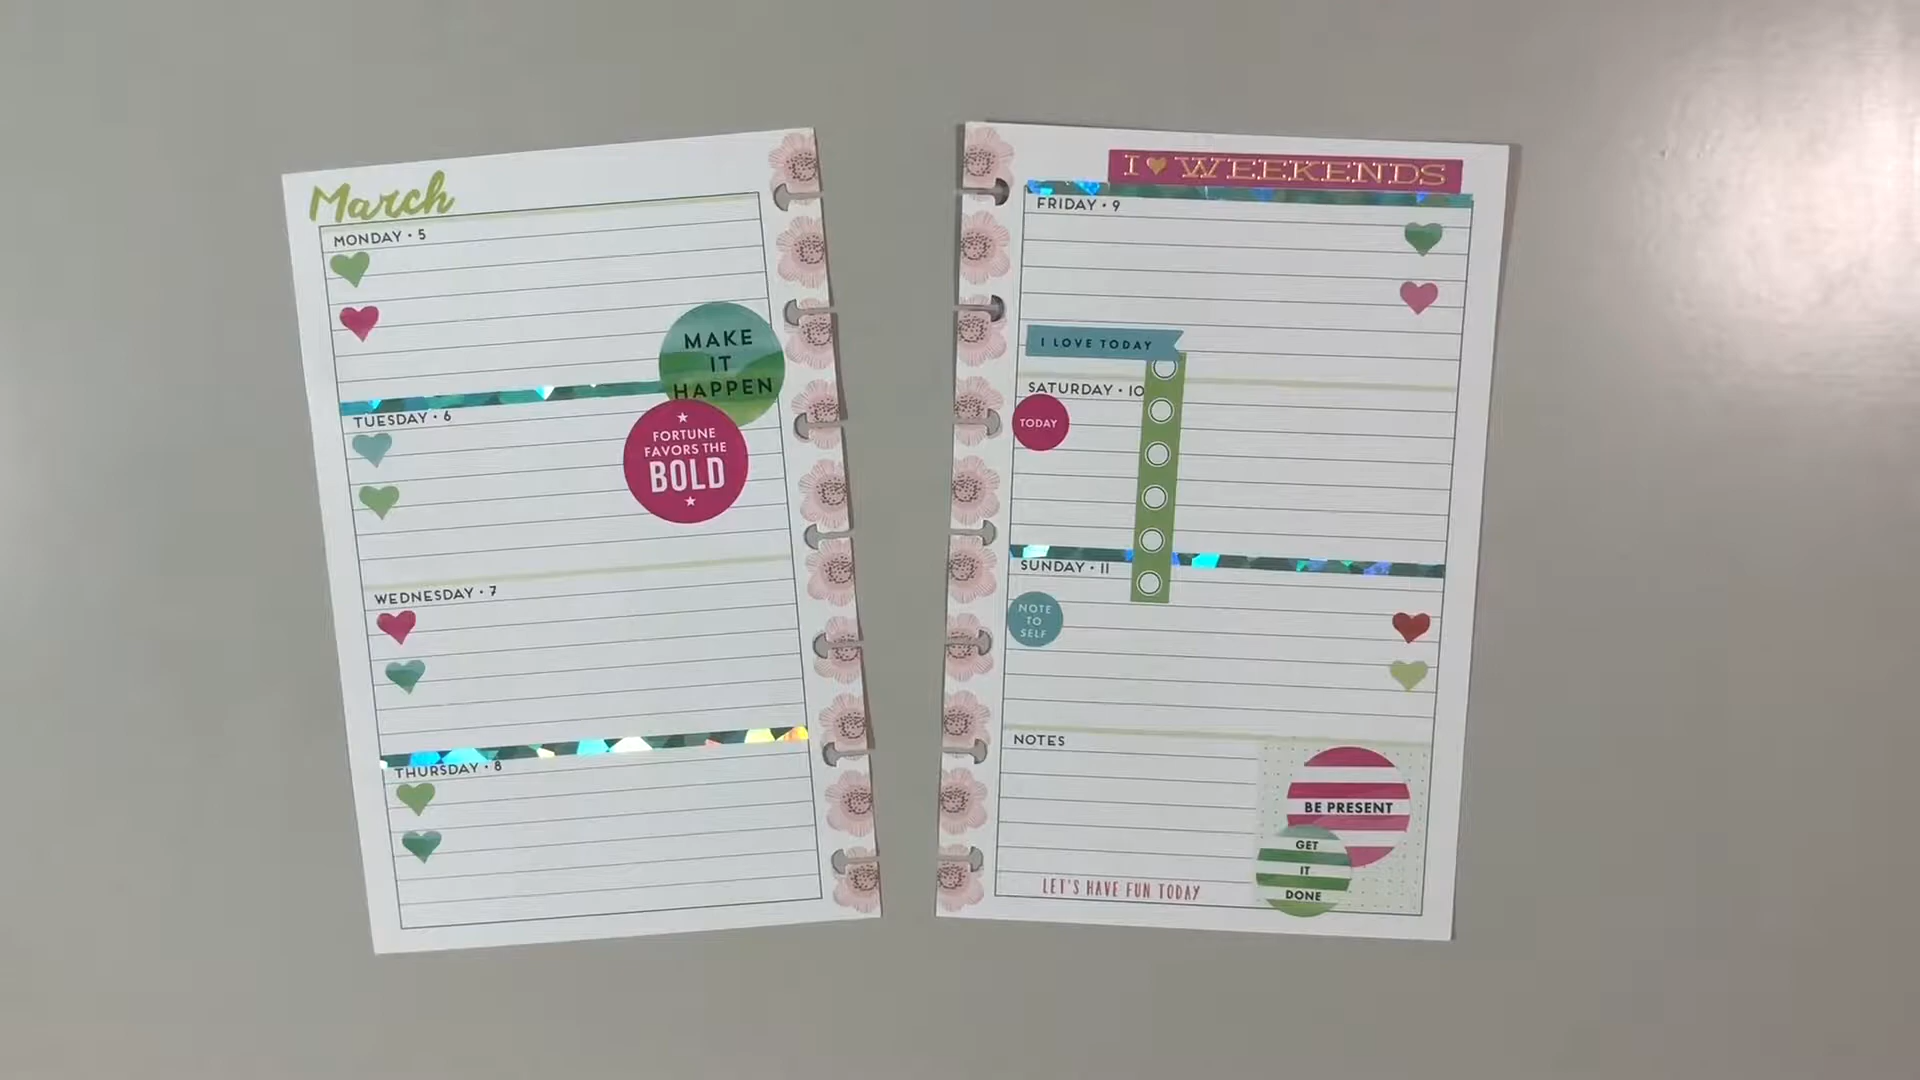 March
MONDAY • 5
MAKE
IT
HAPPEN
TUESDAY • 6
FORTUNE
FAVORS THE
BOLD
WEDNESDAY • 7
THURSDAY • 8
I ♥ WEEKENDS
FRIDAY • 9
I LOVE TODAY
SATURDAY • 10
TODAY
SUNDAY • 11
NOTE
TO
SELF
NOTES
BE PRESENT
GET
IT
DONE
LET'S HAVE FUN TODAY